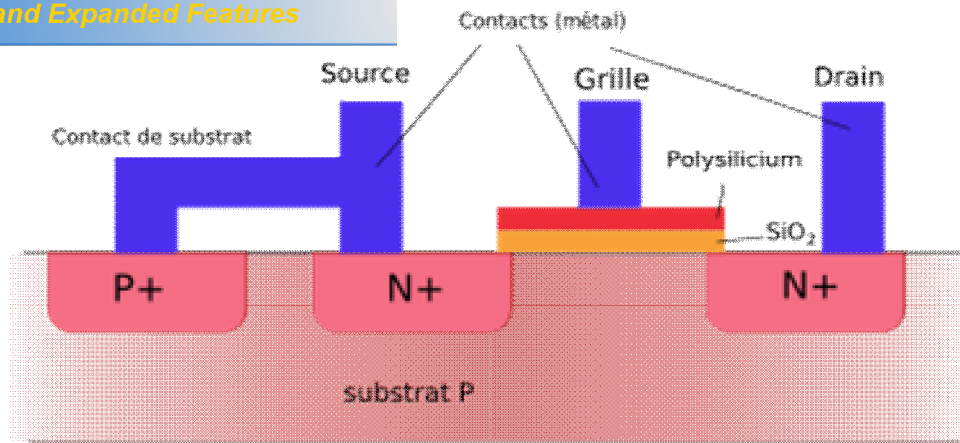 and Expanded Features
Contacts (métal)
Source
Grille
Drain
Contact de substrat
Polysilicium
SiO₂
P+
N+
N+
substrat P